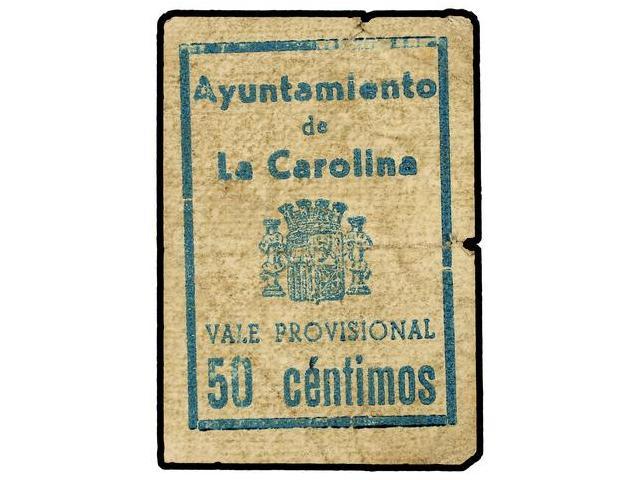 Ayuntamiento
de
La Carolina
VALE PROVISIONAL
50 céntimos